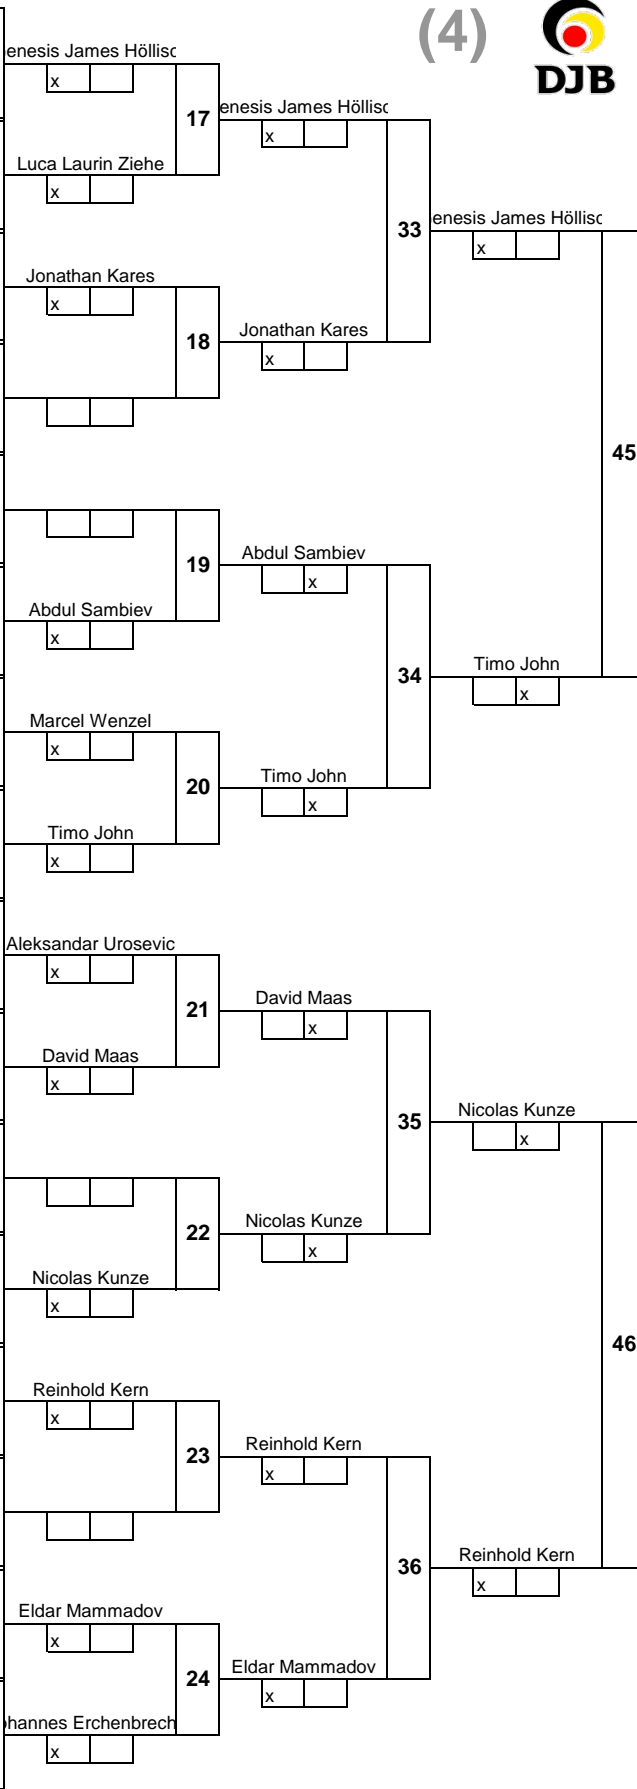 (4)
DJB
enesis James Höllisc
x
17
Luca Laurin Ziehe
x
enesis James Höllisc
x
33
enesis James Höllisc
x
Jonathan Kares
x
18
Jonathan Kares
x
45
19
Abdul Sambiev
x
Abdul Sambiev
x
34
Timo John
x
Marcel Wenzel
x
20
Timo John
x
Timo John
x
Aleksandar Urosevic
x
21
David Maas
x
David Maas
x
35
Nicolas Kunze
x
22
Nicolas Kunze
x
Nicolas Kunze
x
46
Reinhold Kern
x
23
Reinhold Kern
x
36
Reinhold Kern
x
Eldar Mammadov
x
24
Eldar Mammadov
x
hannes Erchenbrech
x